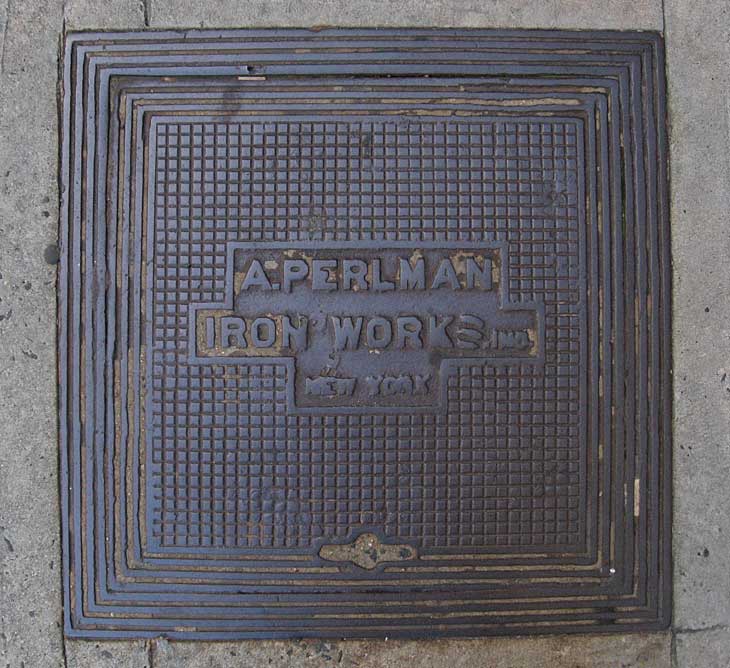 A. PERLMAN
IRON WORKS, INC.
NEW YORK